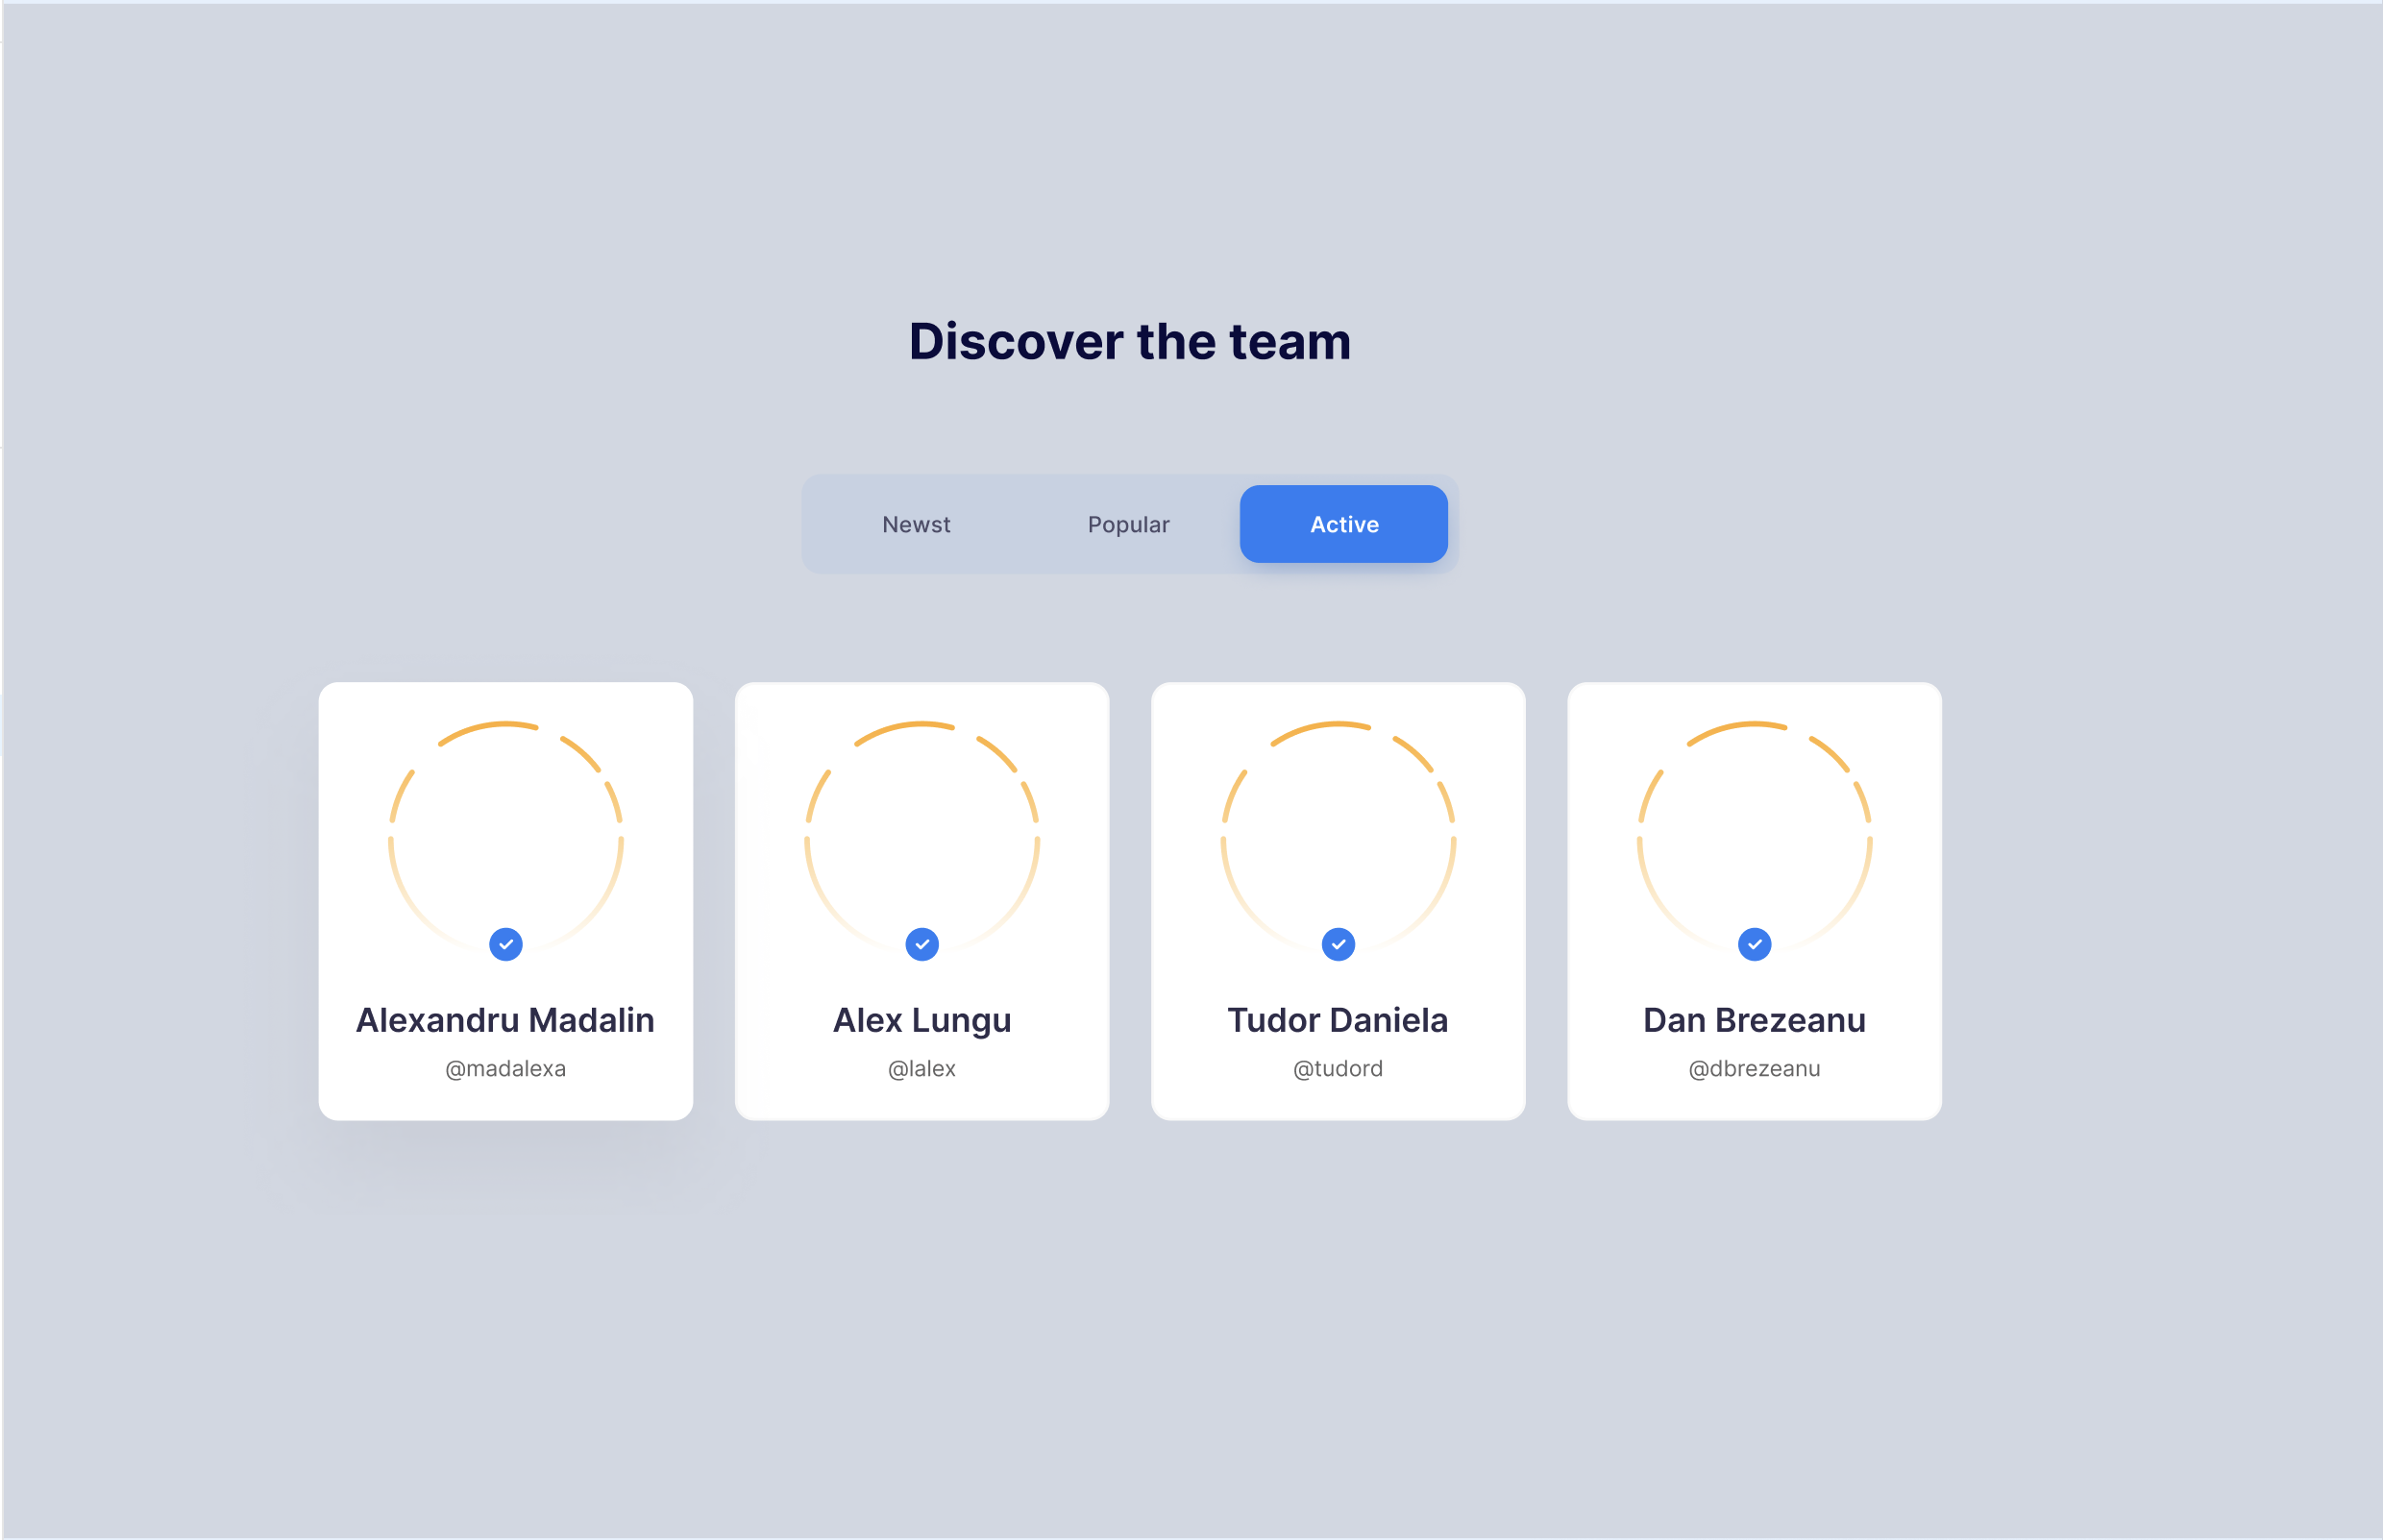 Discover the team
Newst
Popular
Active
Alexandru Madalin
@madalexa
Alex Lungu
@lalex
Tudor Daniela
@tudord
Dan Brezeanu
@dbrezeanu